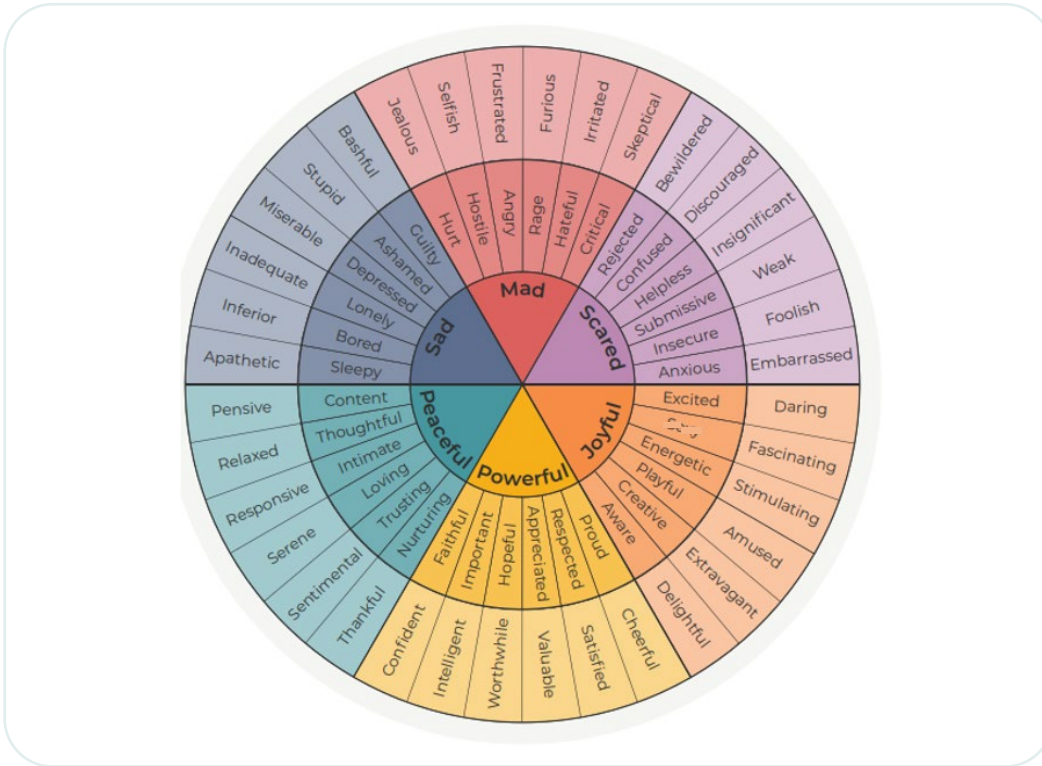 Mad
Hurt
Hostile
Angry
Rage
Hateful
Critical
Jealous
Selfish
Frustrated
Furious
Irritated
Skeptical
Scared
Rejected
Confused
Helpless
Submissive
Insecure
Anxious
Bewildered
Discouraged
Insignificant
Weak
Foolish
Embarrassed
Joyful
Excited
Energetic
Playful
Creative
Aware
Daring
Fascinating
Stimulating
Amused
Extravagant
Delightful
Powerful
Proud
Respected
Appreciated
Hopeful
Important
Faithful
Cheerful
Satisfied
Valuable
Worthwhile
Intelligent
Confident
Peaceful
Nurturing
Trusting
Loving
Intimate
Thoughtful
Content
Thankful
Sentimental
Serene
Responsive
Relaxed
Pensive
Sad
Sleepy
Bored
Lonely
Depressed
Ashamed
Guilty
Apathetic
Inferior
Inadequate
Miserable
Stupid
Bashful